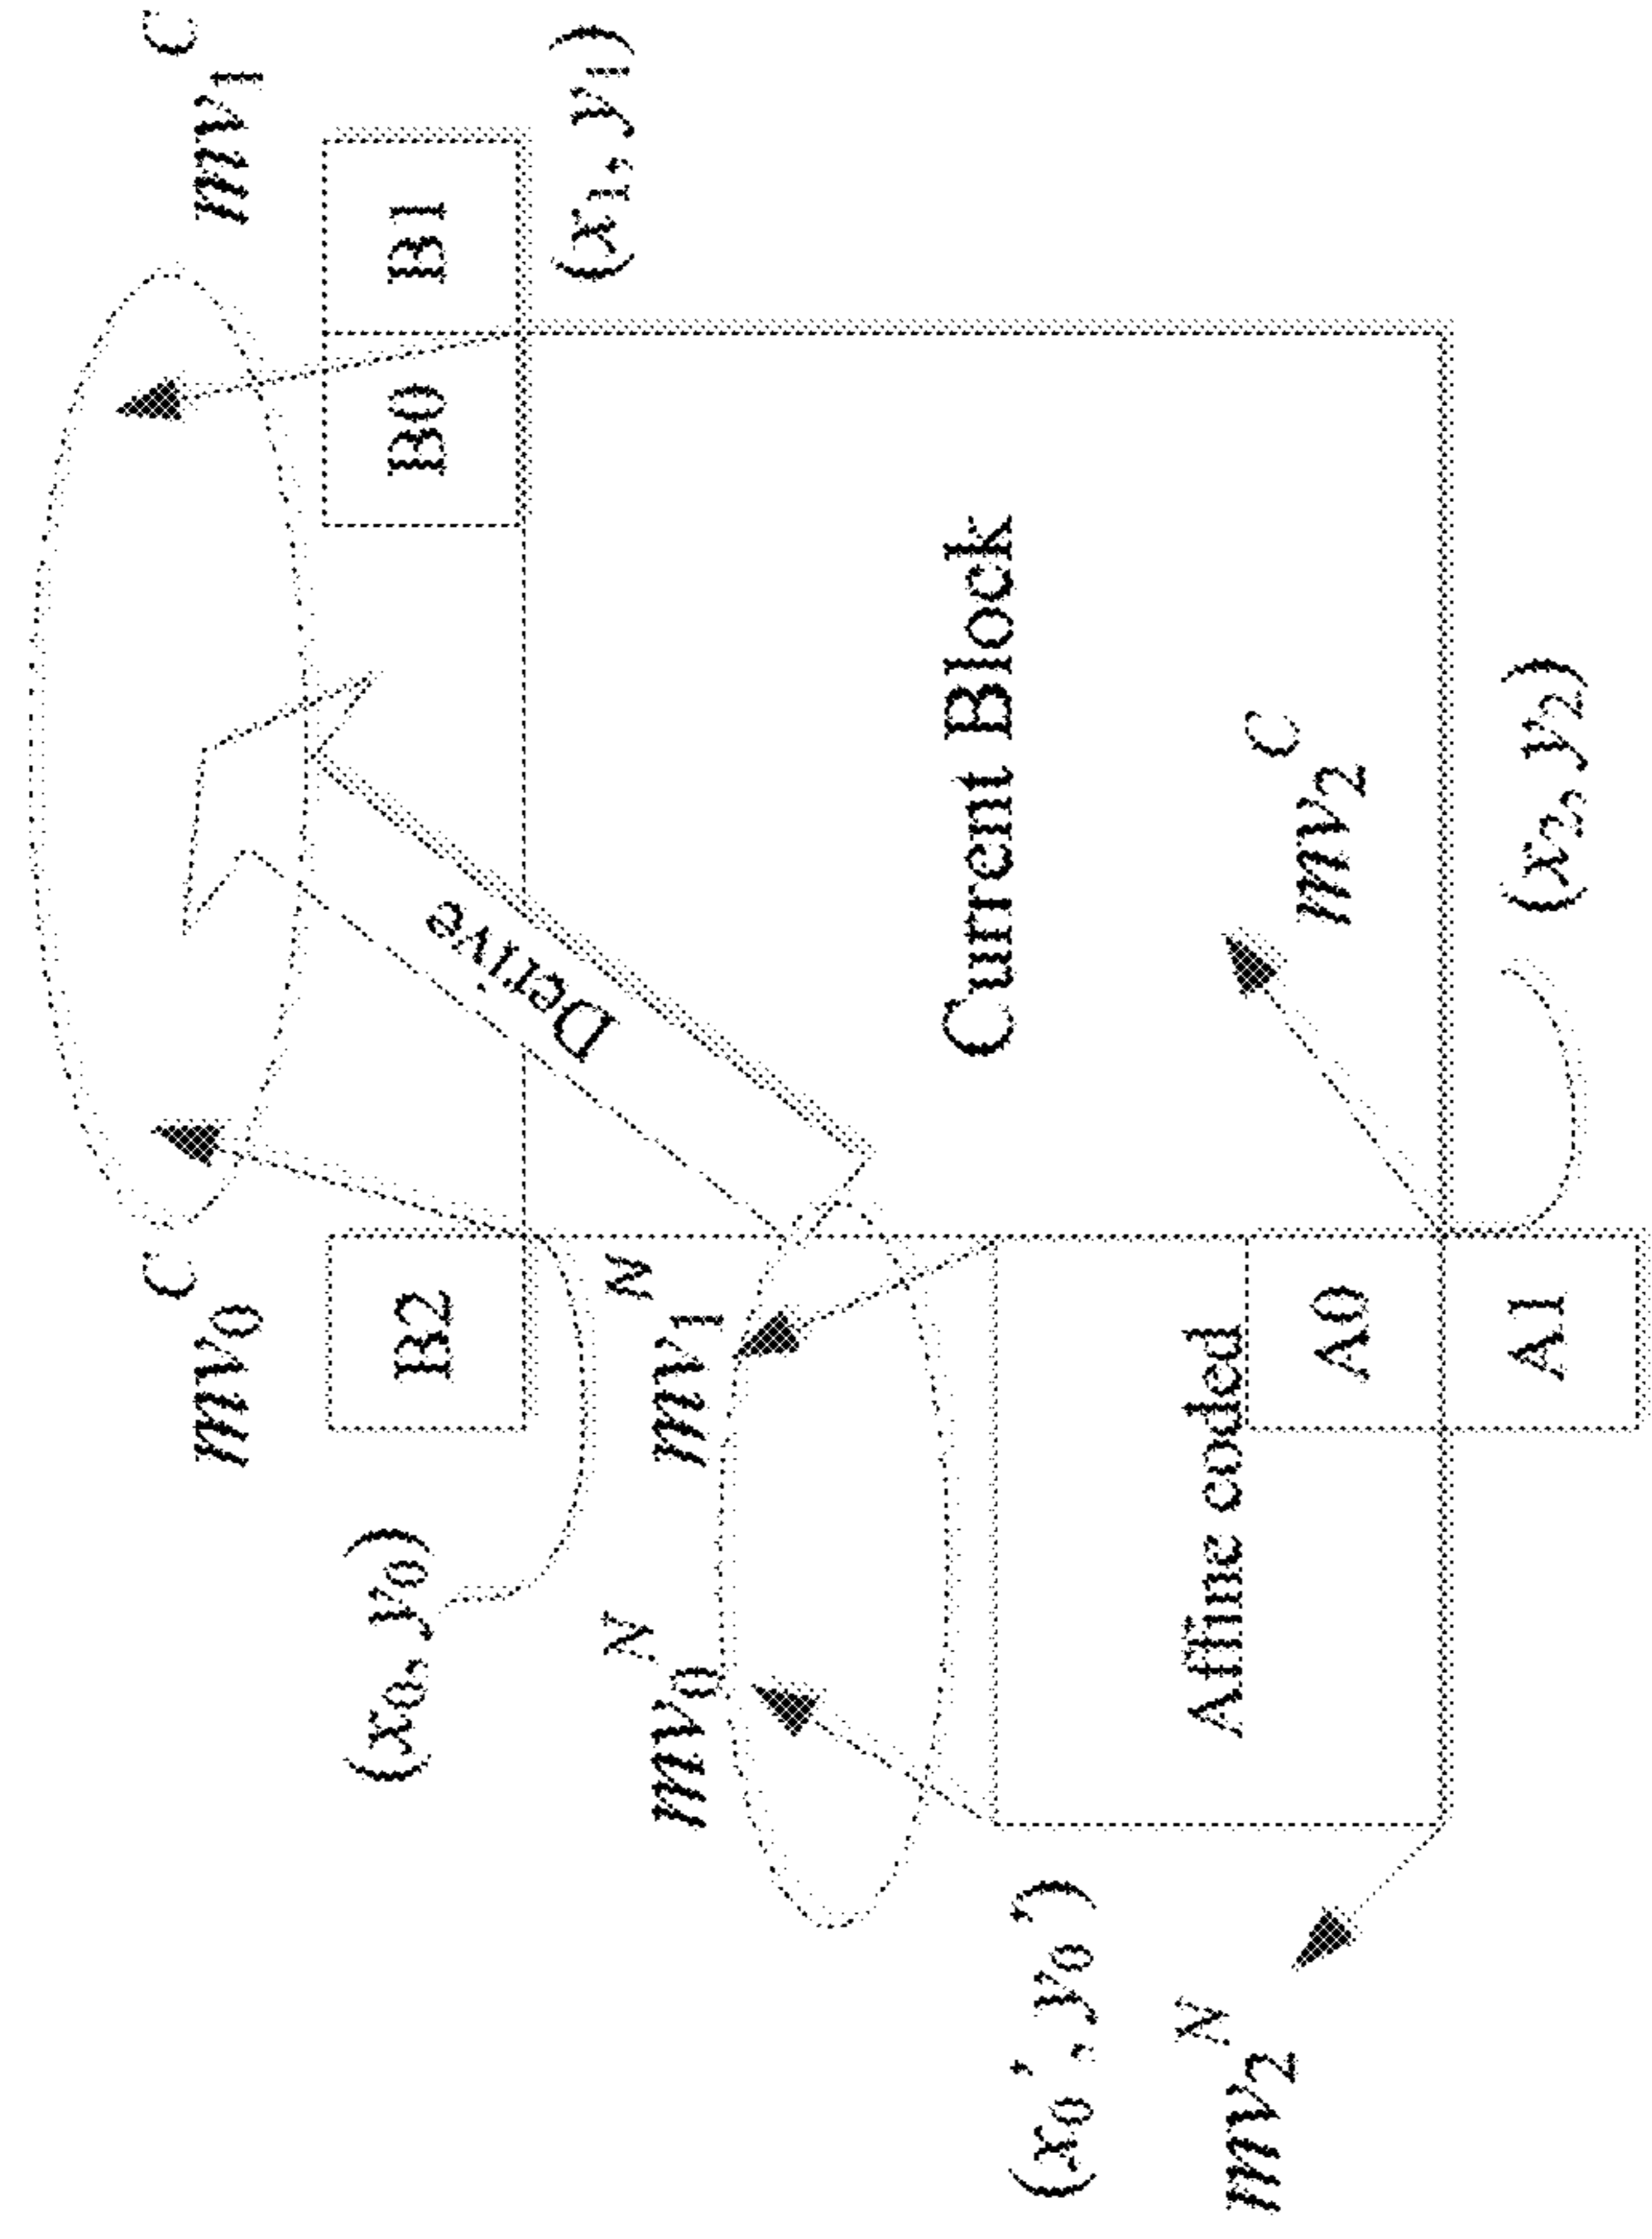 mv0C
mv1C
B2
B0
B1
(x0, y0)
(x1, y1)
Derive
mv0N
mv1N
Current Block
(x0', y0')
Affine coded
mv2N
A0
mv2C
A1
(x2, y2)